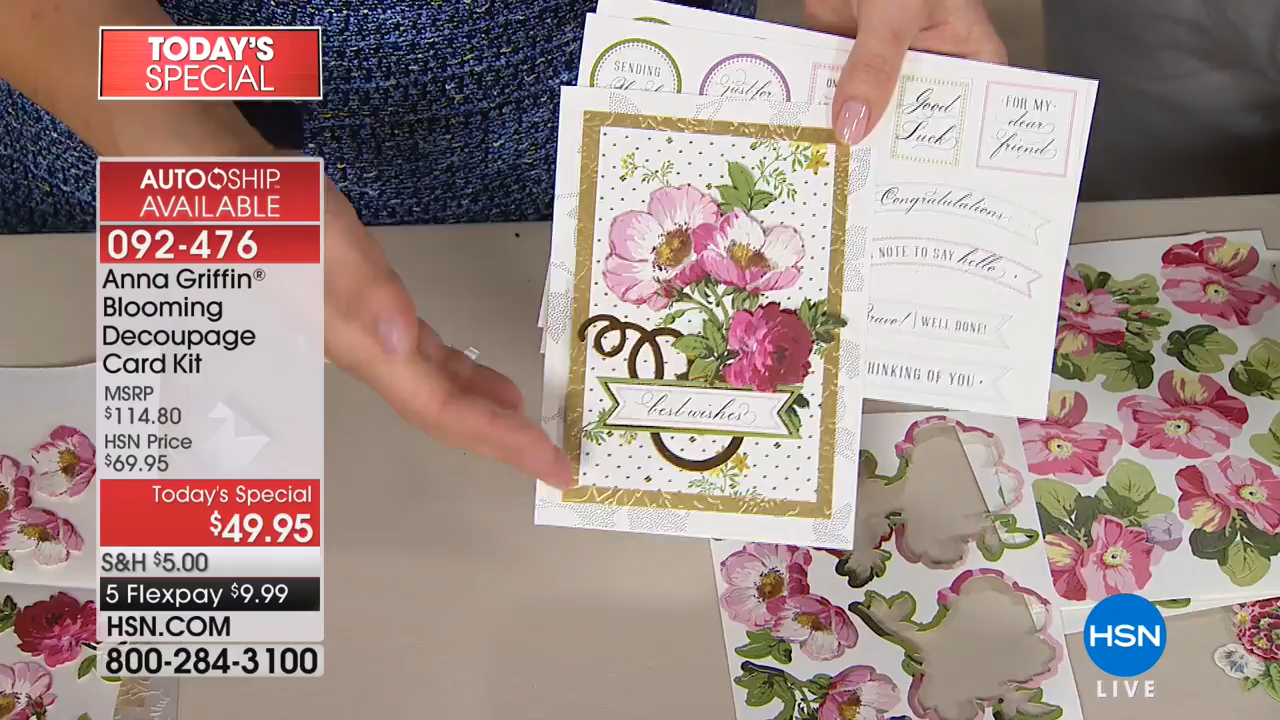 TODAY'S
SPECIAL
AUTOSHIP™
AVAILABLE
092-476
Anna Griffin®
Blooming
Decoupage
Card Kit
MSRP
$114.80
HSN Price
$69.95
Today's Special
$49.95
S&H $5.00
5 Flexpay $9.99
HSN.COM
800-284-3100
SENDING
Just for
Good
Luck
·FOR MY·
dear
friend
Congratulations
NOTE TO SAY hello
Bravo! | WELL DONE!
THINKING OF YOU
best wishes
HSN
LIVE